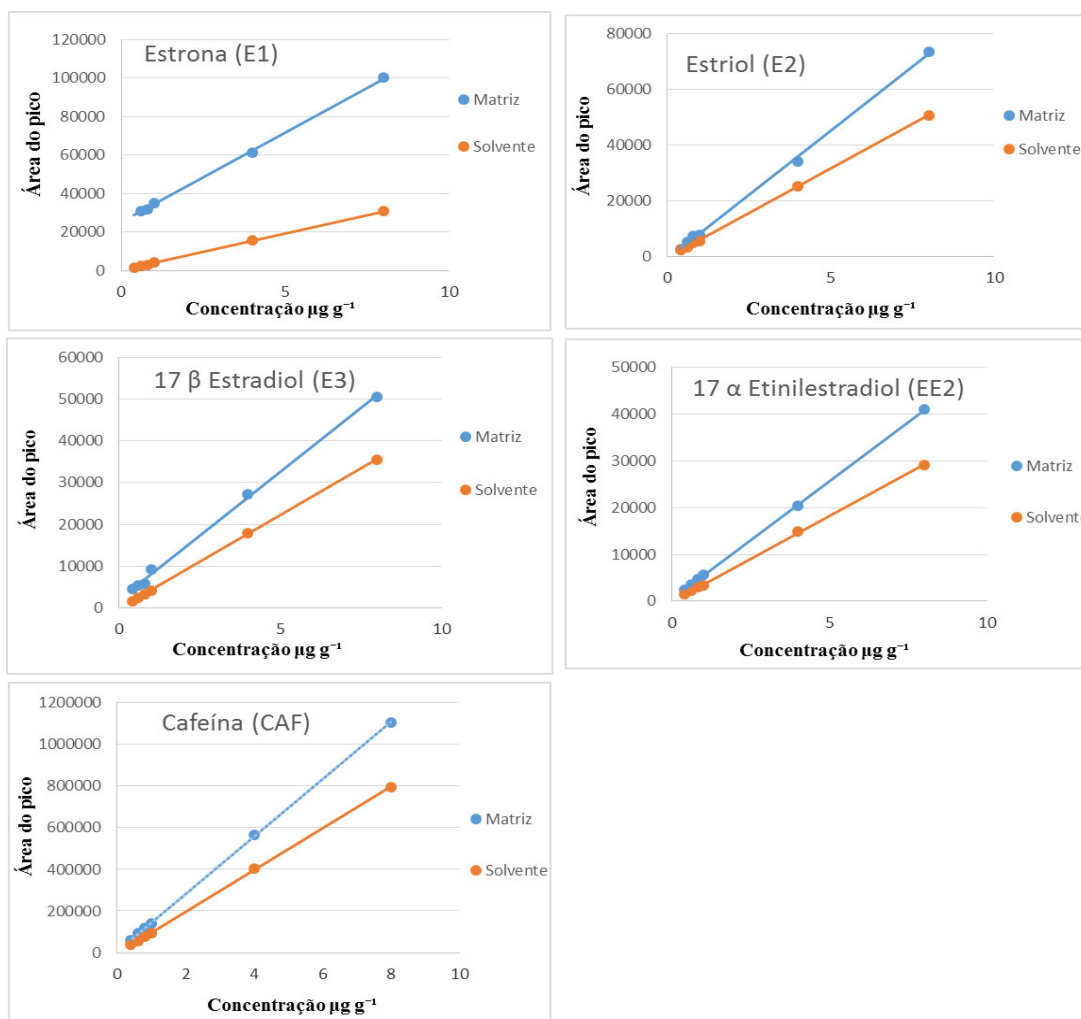 Estrona (E1)
Área do pico
120000
100000
80000
60000
40000
20000
0
0 5 10
Concentração µg g⁻¹
Matriz
Solvente
Estriol (E2)
Área do pico
80000
60000
40000
20000
0
0 5 10
Concentração µg g⁻¹
Matriz
Solvente
17 β Estradiol (E3)
Área do pico
60000
50000
40000
30000
20000
10000
0
0 5 10
Concentração µg g⁻¹
Matriz
Solvente
17 α Etinilestradiol (EE2)
Área do pico
50000
40000
30000
20000
10000
0
0 5 10
Concentração µg g⁻¹
Matriz
Solvente
Cafeína (CAF)
Área do pico
1200000
1000000
800000
600000
400000
200000
0
0 2 4 6 8 10
Concentração µg g⁻¹
Matriz
Solvente